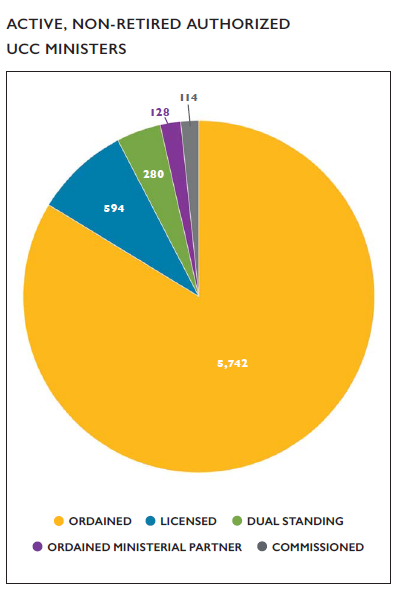 ACTIVE, NON-RETIRED AUTHORIZED
UCC MINISTERS
114
128
280
594
5,742
ORDAINED LICENSED DUAL STANDING
ORDAINED MINISTERIAL PARTNER COMMISSIONED